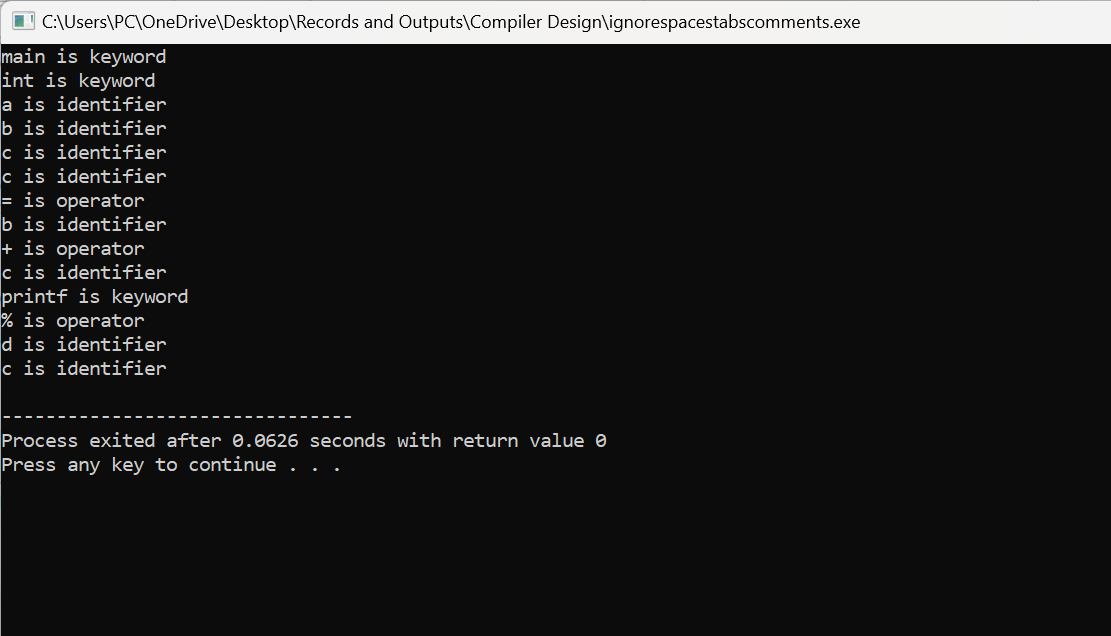 C:\Users\PC\OneDrive\Desktop\Records and Outputs\Compiler Design\ignorespacestabscomments.exe
main is keyword
int is keyword
a is identifier
b is identifier
c is identifier
c is identifier
= is operator
b is identifier
+ is operator
c is identifier
printf is keyword
% is operator
d is identifier
c is identifier
--------------------------------
Process exited after 0.0626 seconds with return value 0
Press any key to continue . . .